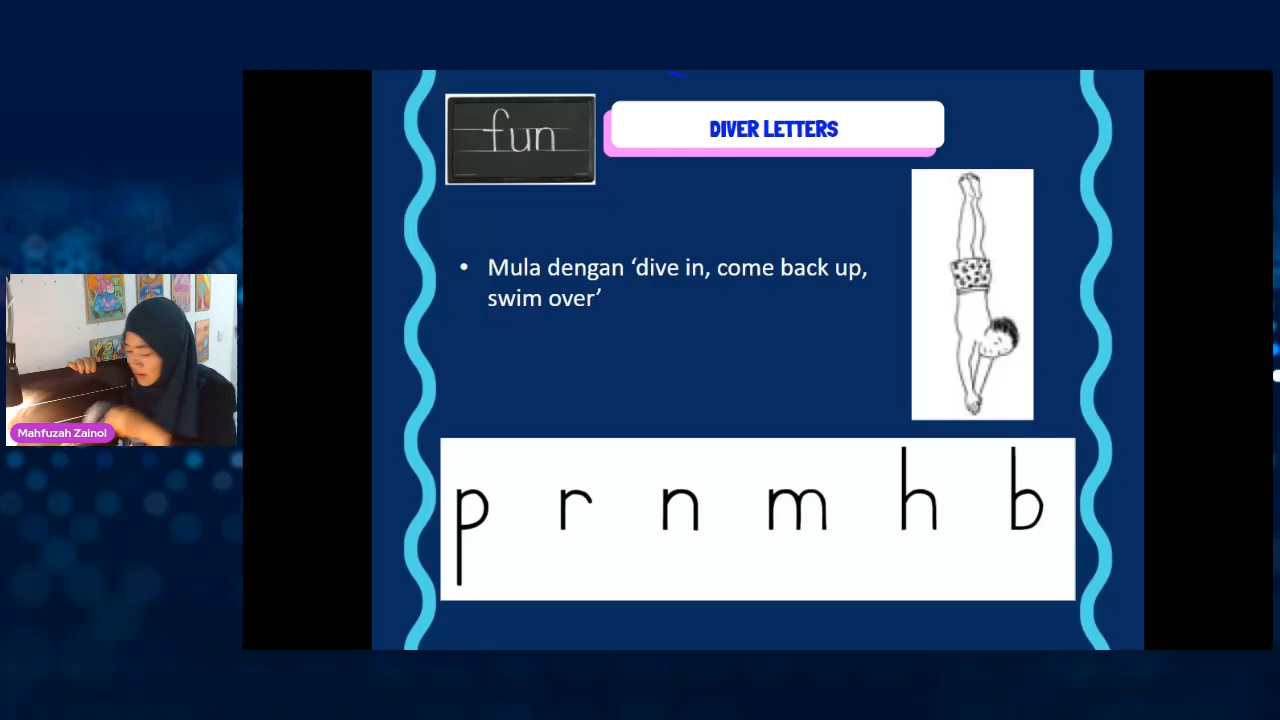 fun
DIVER LETTERS
• Mula dengan ‘dive in, come back up,
swim over’
Mahfuzah Zainol
p r n m h b